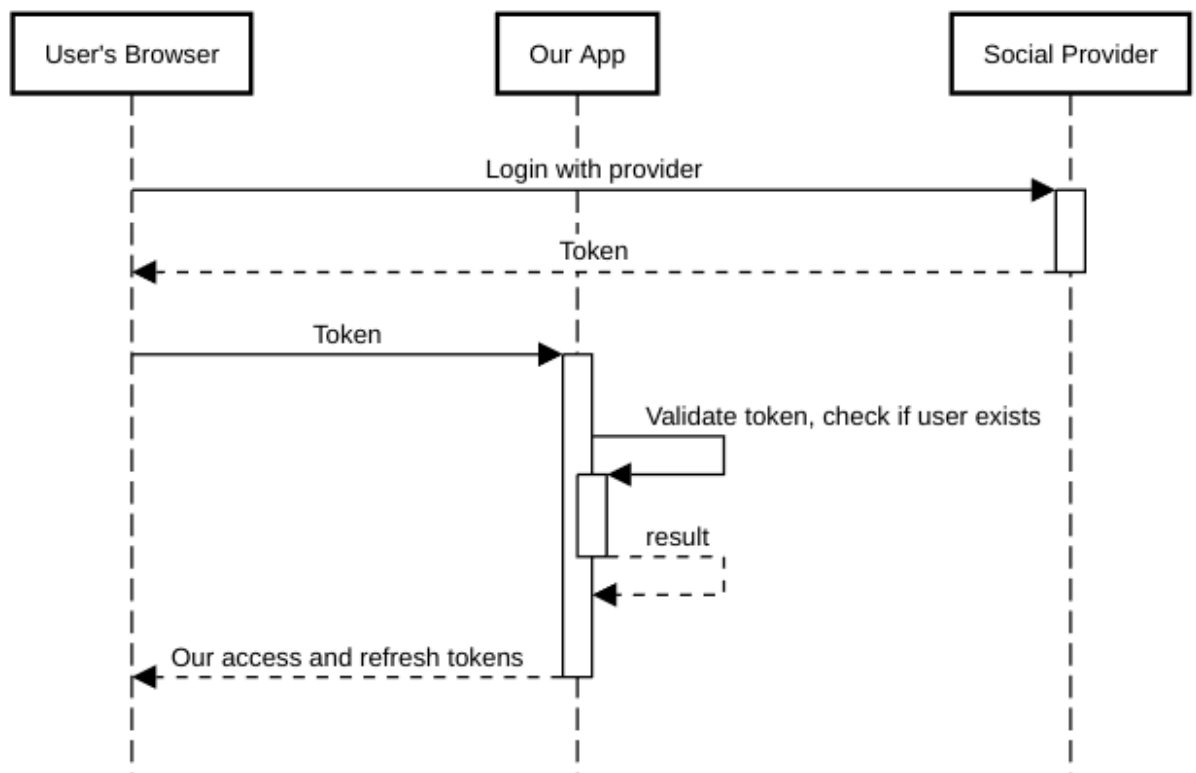 User's Browser
Our App
Social Provider
Login with provider
Token
Token
Validate token, check if user exists
result
Our access and refresh tokens